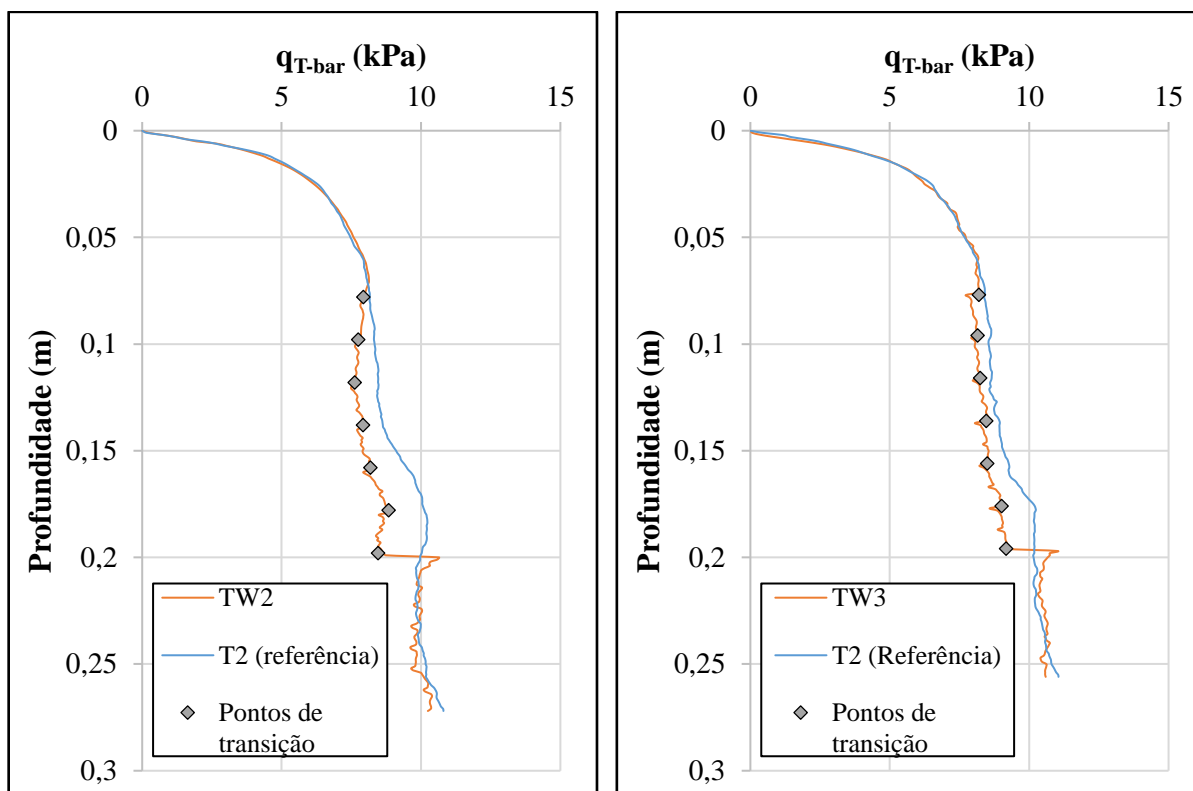 q_T-bar (kPa)
0 5 10 15
0
0,05
0,1
0,15
0,2
0,25
0,3
Profundidade (m)
TW2
T2 (referência)
Pontos de
transição
q_T-bar (kPa)
0 5 10 15
0
0,05
0,1
0,15
0,2
0,25
0,3
Profundidade (m)
TW3
T2 (Referência)
Pontos de
transição